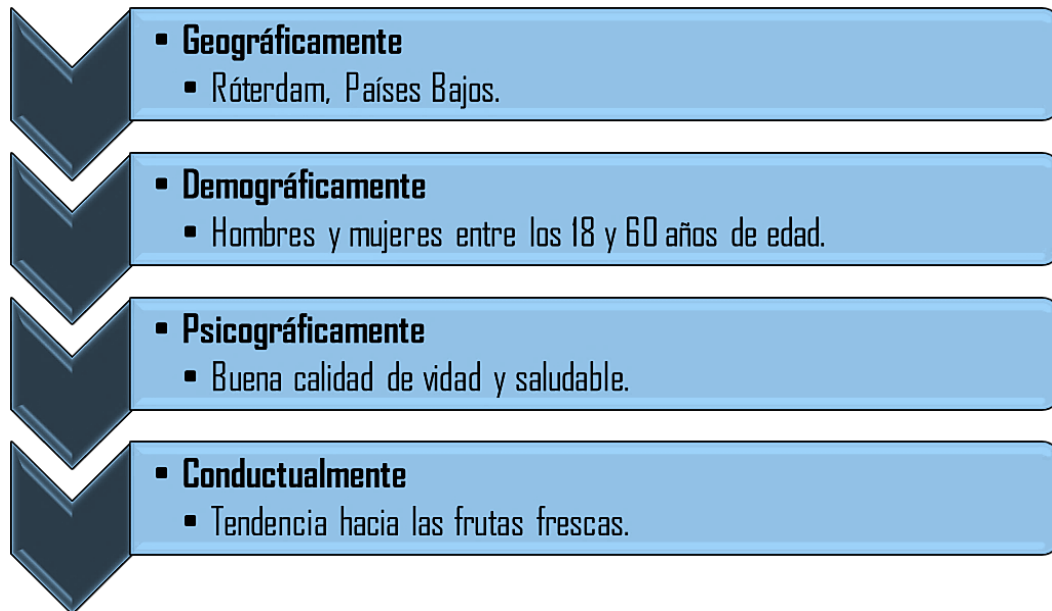 ▪ Geográficamente
▪ Róterdam, Países Bajos.
▪ Demográficamente
▪ Hombres y mujeres entre los 18 y 60 años de edad.
▪ Psicográficamente
▪ Buena calidad de vidad y saludable.
▪ Conductualmente
▪ Tendencia hacia las frutas frescas.